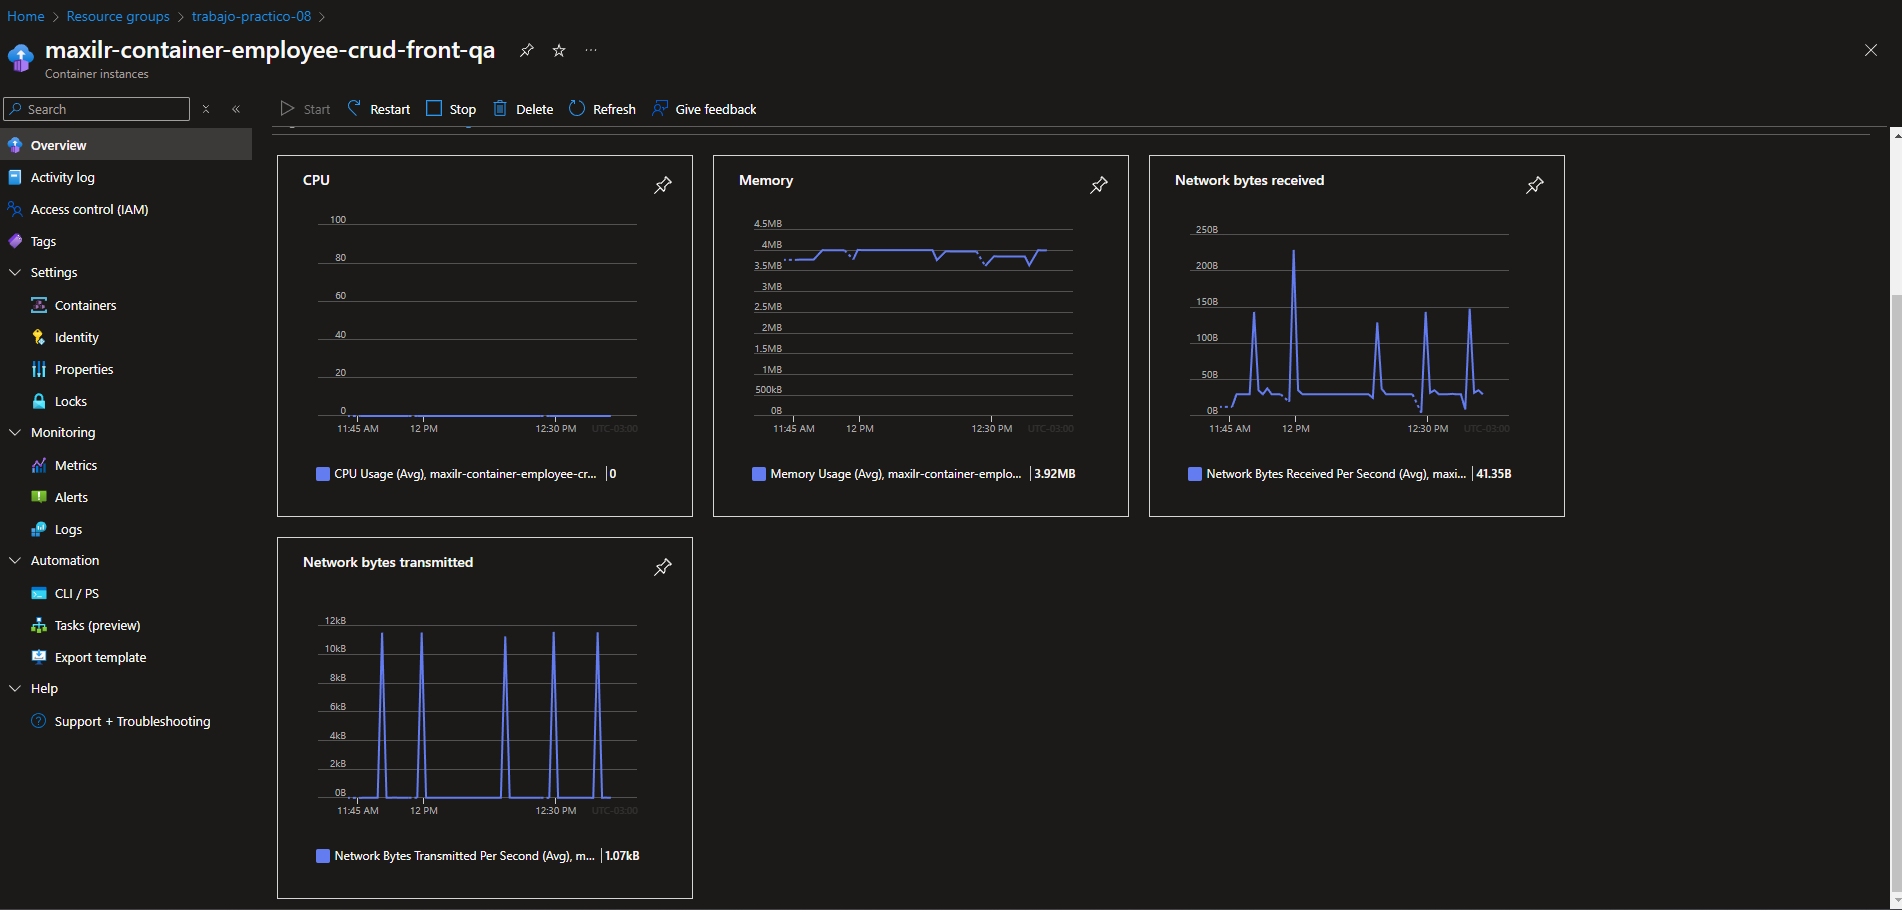 Home > Resource groups > trabajo-practico-08 >
maxilr-container-employee-crud-front-qa
Container instances
Search
Start Restart Stop Delete Refresh Give feedback
Overview
Activity log
Access control (IAM)
Tags
Settings
Containers
Identity
Properties
Locks
Monitoring
Metrics
Alerts
Logs
Automation
CLI / PS
Tasks (preview)
Export template
Help
Support + Troubleshooting
CPU
100
80
60
40
20
0
11:45 AM 12 PM 12:30 PM UTC-03:00
CPU Usage (Avg), maxilr-container-employee-cr... 0
Memory
4.5MB
4MB
3.5MB
3MB
2.5MB
2MB
1.5MB
1MB
500kB
0B
11:45 AM 12 PM 12:30 PM UTC-03:00
Memory Usage (Avg), maxilr-container-emplo... 3.92MB
Network bytes received
250B
200B
150B
100B
50B
0B
11:45 AM 12 PM 12:30 PM UTC-03:00
Network Bytes Received Per Second (Avg), maxi... 41.35B
Network bytes transmitted
12kB
10kB
8kB
6kB
4kB
2kB
0B
11:45 AM 12 PM 12:30 PM UTC-03:00
Network Bytes Transmitted Per Second (Avg), m... 1.07kB